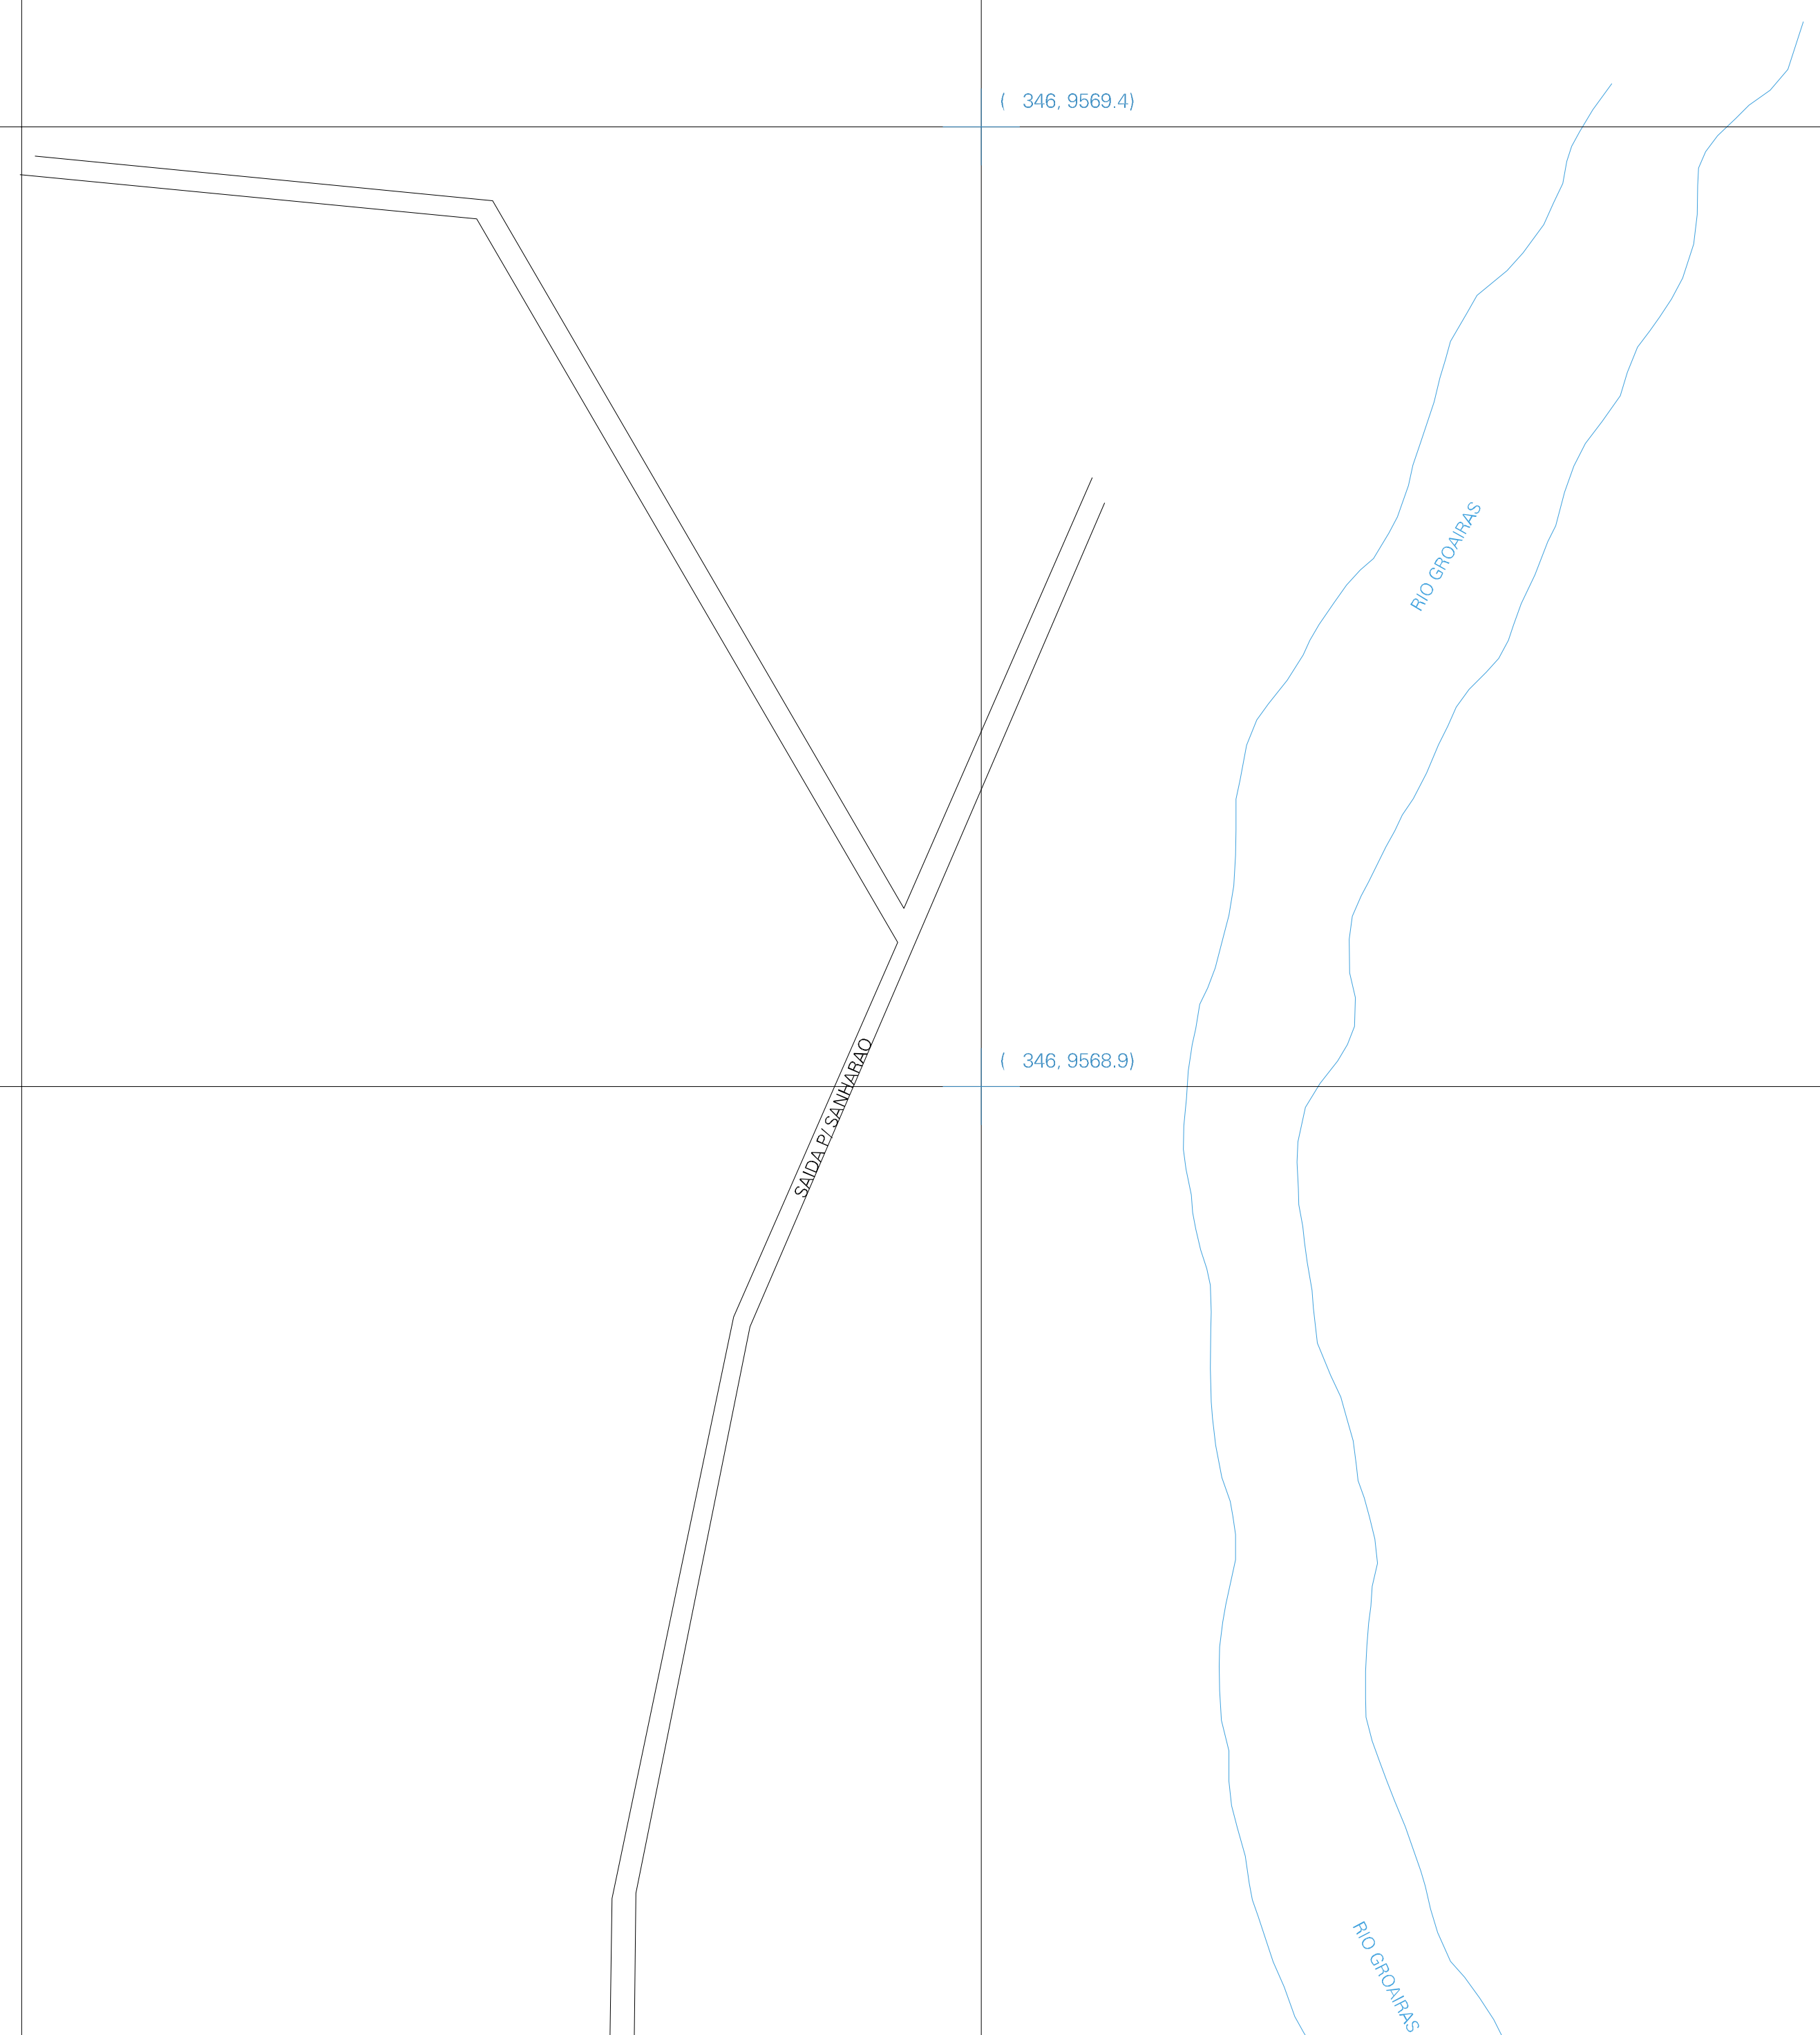 ( 346, 9569.4)
RIO GROAIRAS
SAIDA P/ SANHARAO
( 346, 9568.9)
RIO GROAIRAS